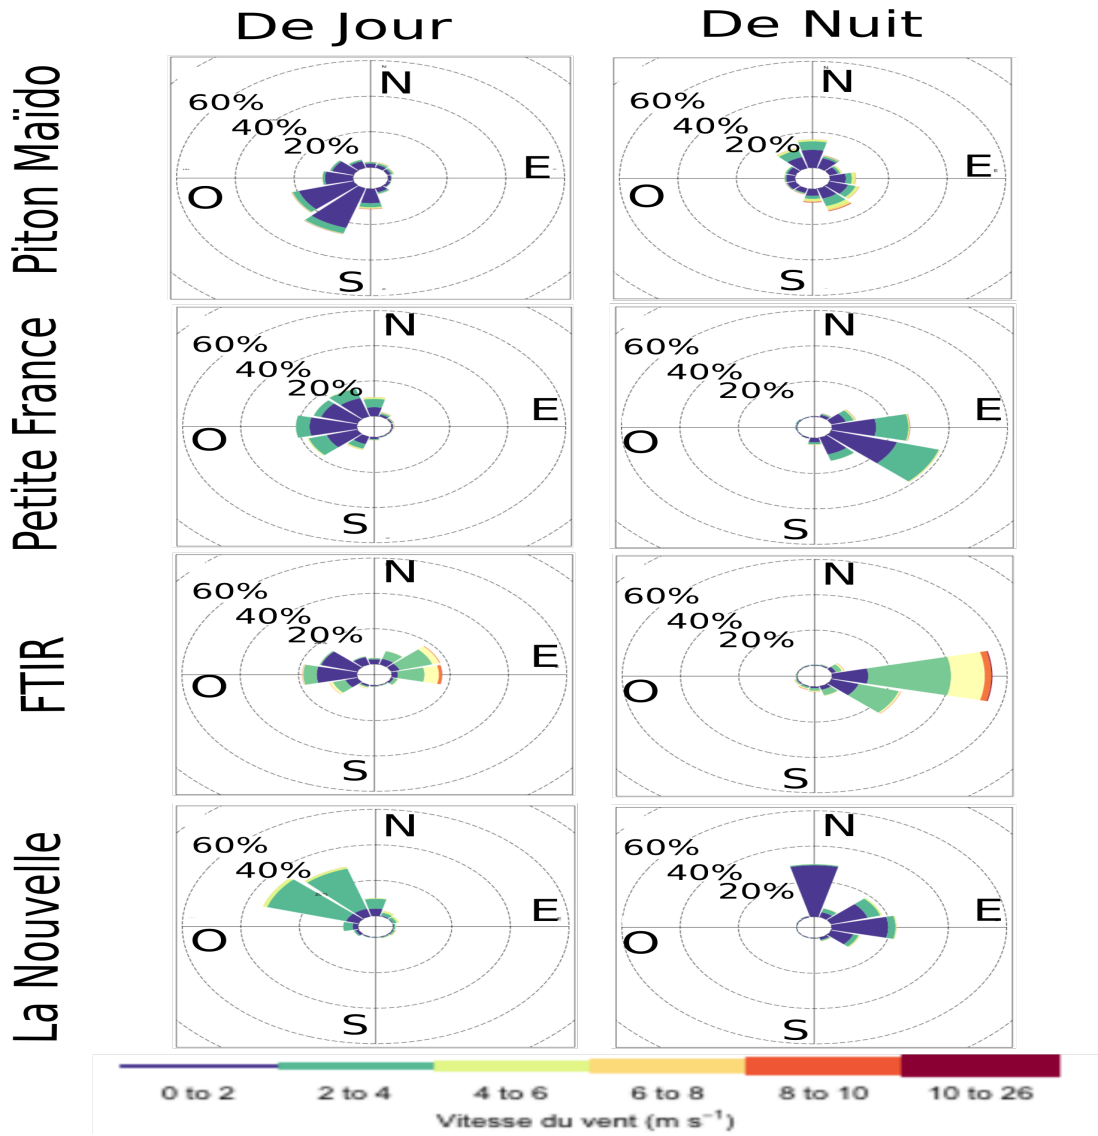 De Jour De Nuit
Piton Maïdo
N
60%
40%
20%
E
O
S
N
60%
40%
20%
E
O
S
Petite France
N
60%
40%
20%
E
O
S
N
60%
40%
20%
E
O
S
FTIR
N
60%
40%
20%
E
O
S
N
60%
40%
20%
E
O
S
La Nouvelle
N
60%
40%
E
O
S
N
60%
40%
20%
E
O
S
0 to 2 2 to 4 4 to 6 6 to 8 8 to 10 10 to 26
Vitesse du vent (m s⁻¹)